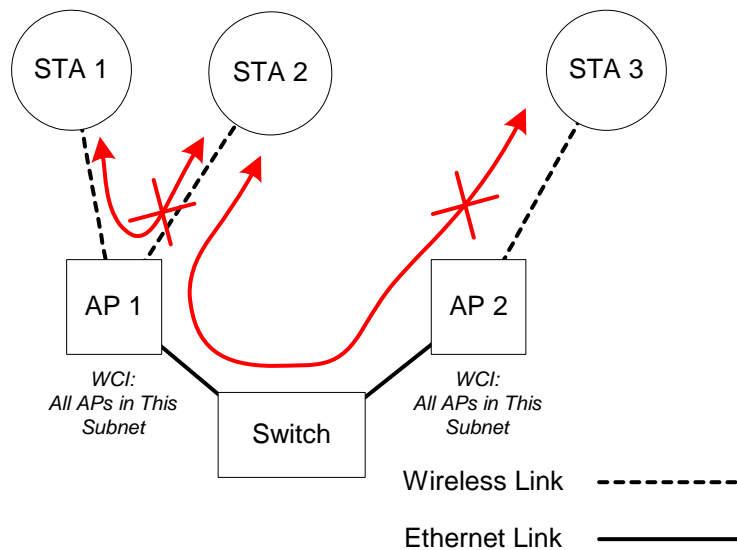 STA 1
STA 2
STA 3
AP 1
AP 2
WCI:
All APs in This
Subnet
WCI:
All APs in This
Subnet
Switch
Wireless Link
Ethernet Link